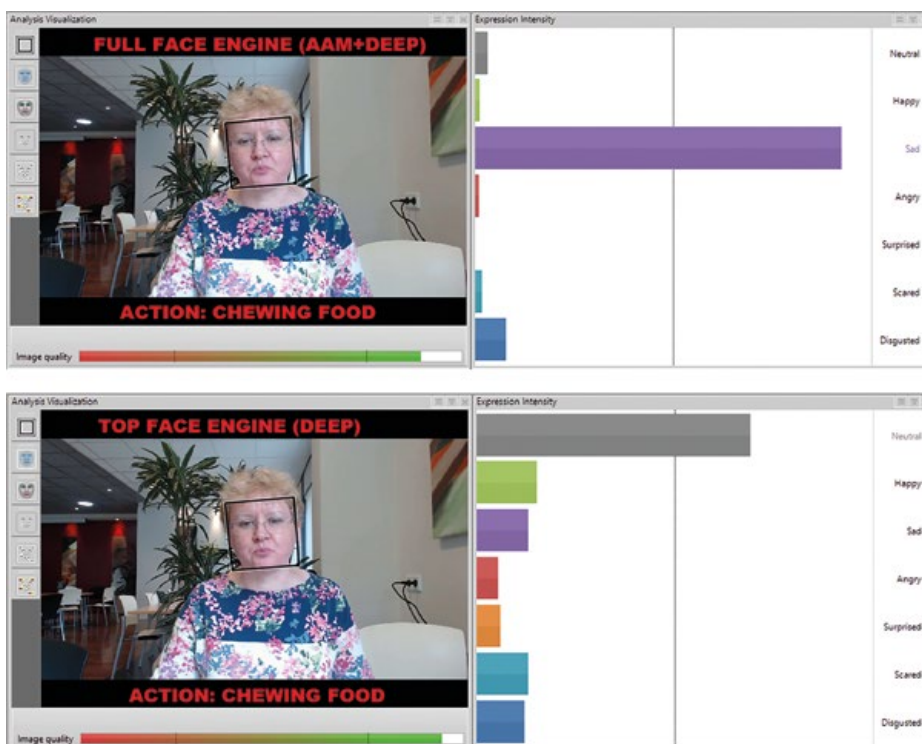 Analysis Visualization
FULL FACE ENGINE (AAM+DEEP)
ACTION: CHEWING FOOD
Image quality
Expression Intensity
Neutral
Happy
Sad
Angry
Surprised
Scared
Disgusted
Analysis Visualization
TOP FACE ENGINE (DEEP)
ACTION: CHEWING FOOD
Image quality
Expression Intensity
Neutral
Happy
Sad
Angry
Surprised
Scared
Disgusted